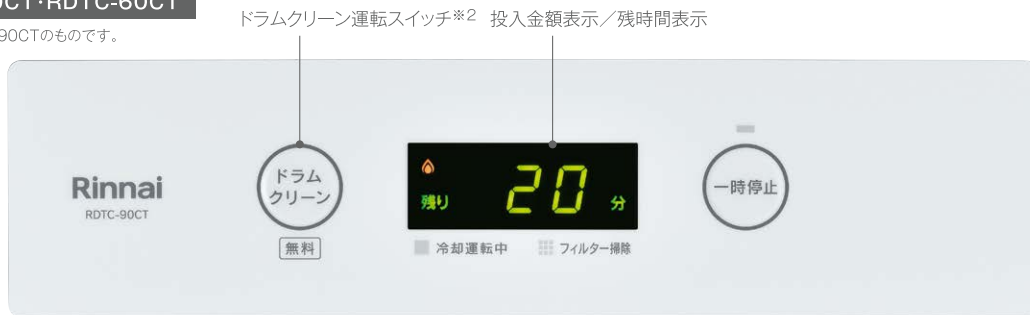 0CT・RDTC-60CT
90CTのものです。
ドラムクリーン運転スイッチ※2
投入金額表示／残時間表示
Rinnai
RDTC-90CT
ドラム
クリーン
無料
残り 20 分
冷却運転中
フィルター掃除
一時停止